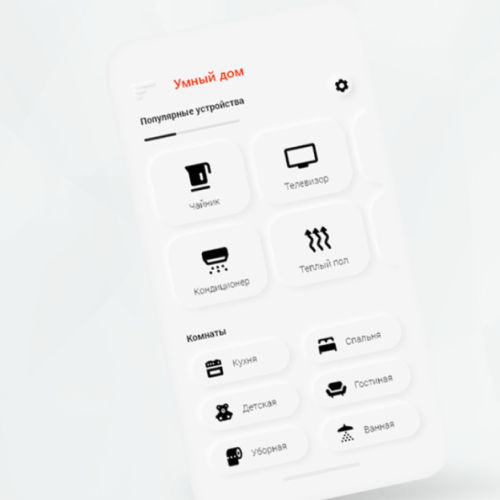 Умный дом
Популярные устройства
Чайник
Телевизор
Кондиционер
Теплый пол
Комнаты
Кухня
Спальня
Детская
Гостиная
Уборная
Ванная